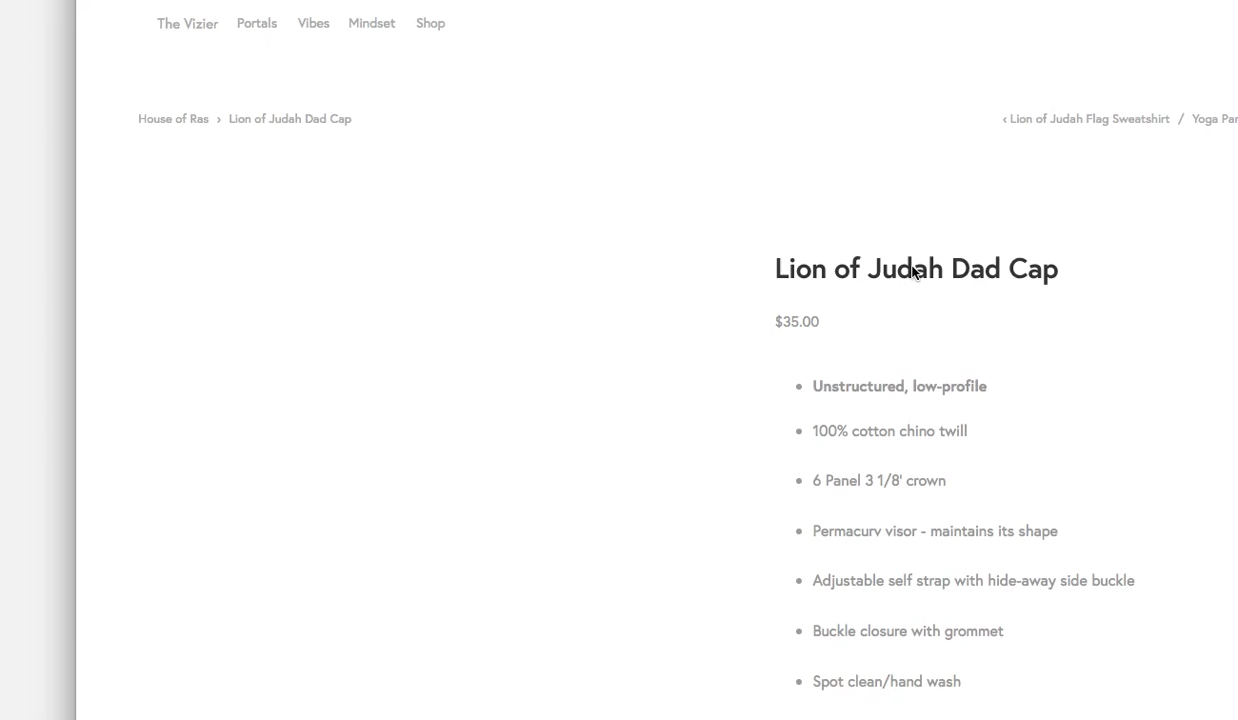 The Vizier Portals Vibes Mindset Shop
House of Ras › Lion of Judah Dad Cap
‹ Lion of Judah Flag Sweatshirt / Yoga
Lion of Judah Dad Cap
$35.00
• Unstructured, low-profile
• 100% cotton chino twill
• 6 Panel 3 1/8' crown
• Permacurv visor - maintains its shape
• Adjustable self strap with hide-away side buckle
• Buckle closure with grommet
• Spot clean/hand wash